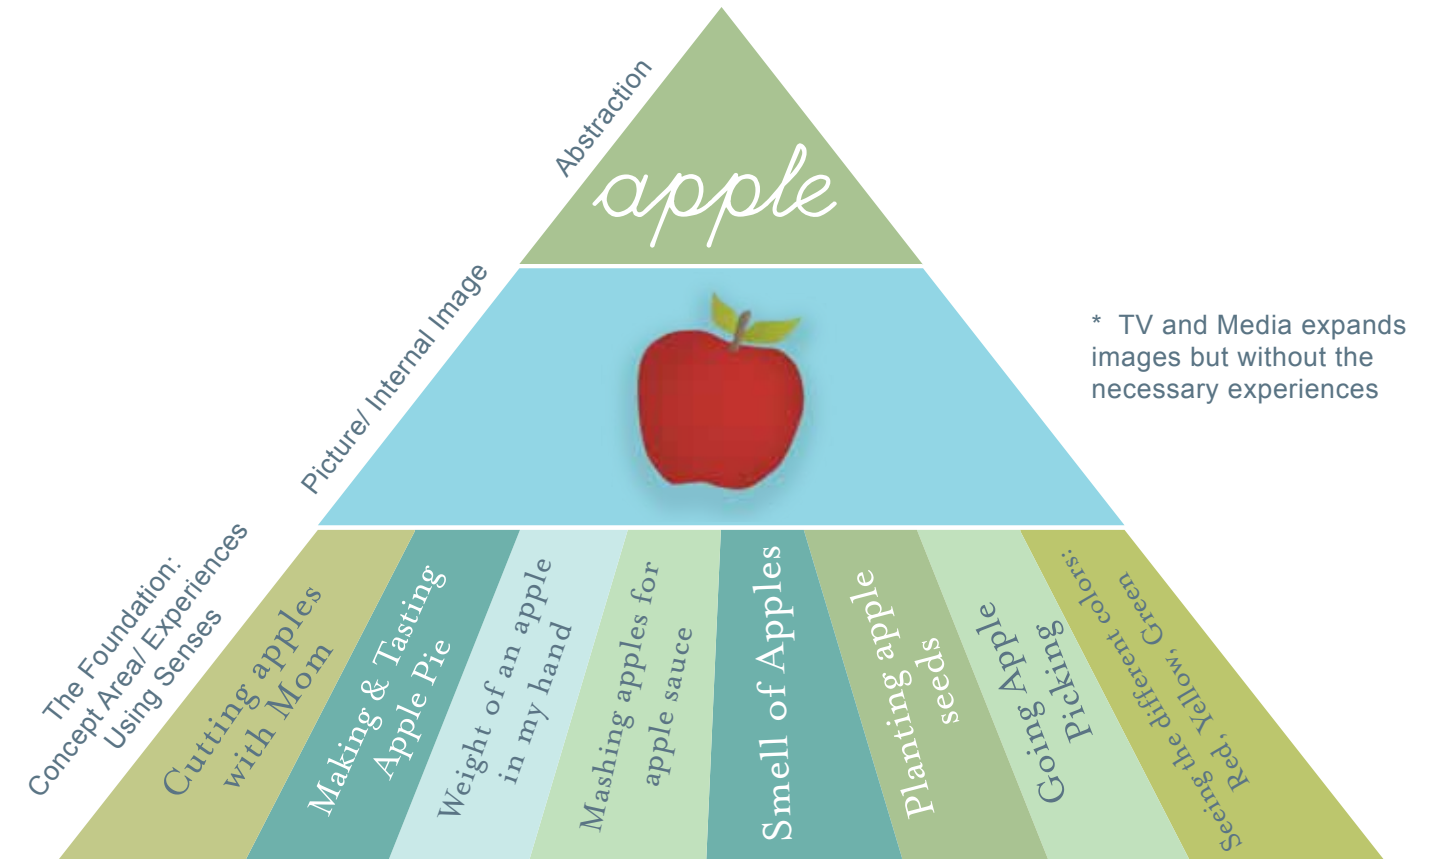 Abstraction
apple
Picture/ Internal Image
* TV and Media expands
images but without the
necessary experiences
The Foundation:
Concept Area/ Experiences
Using Senses
Cutting apples
with Mom
Making & Tasting
Apple Pie
Weight of an apple
in my hand
Mashing apples for
apple sauce
Smell of Apples
Planting apple
seeds
Going Apple
Picking
Seeing the different colors:
Red, Yellow, Green